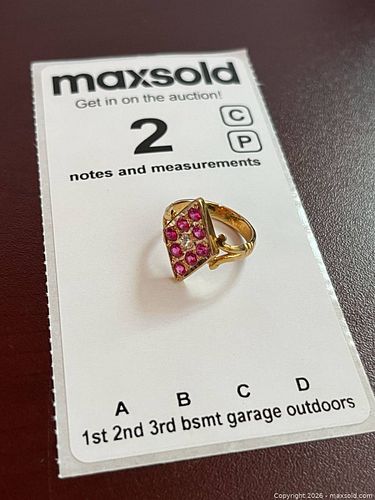 maxsold
Get in on the auction!
2
C
P
notes and measurements
A B C D
1st 2nd 3rd bsmt garage outdoors
Copyright 2026 - maxsold.com